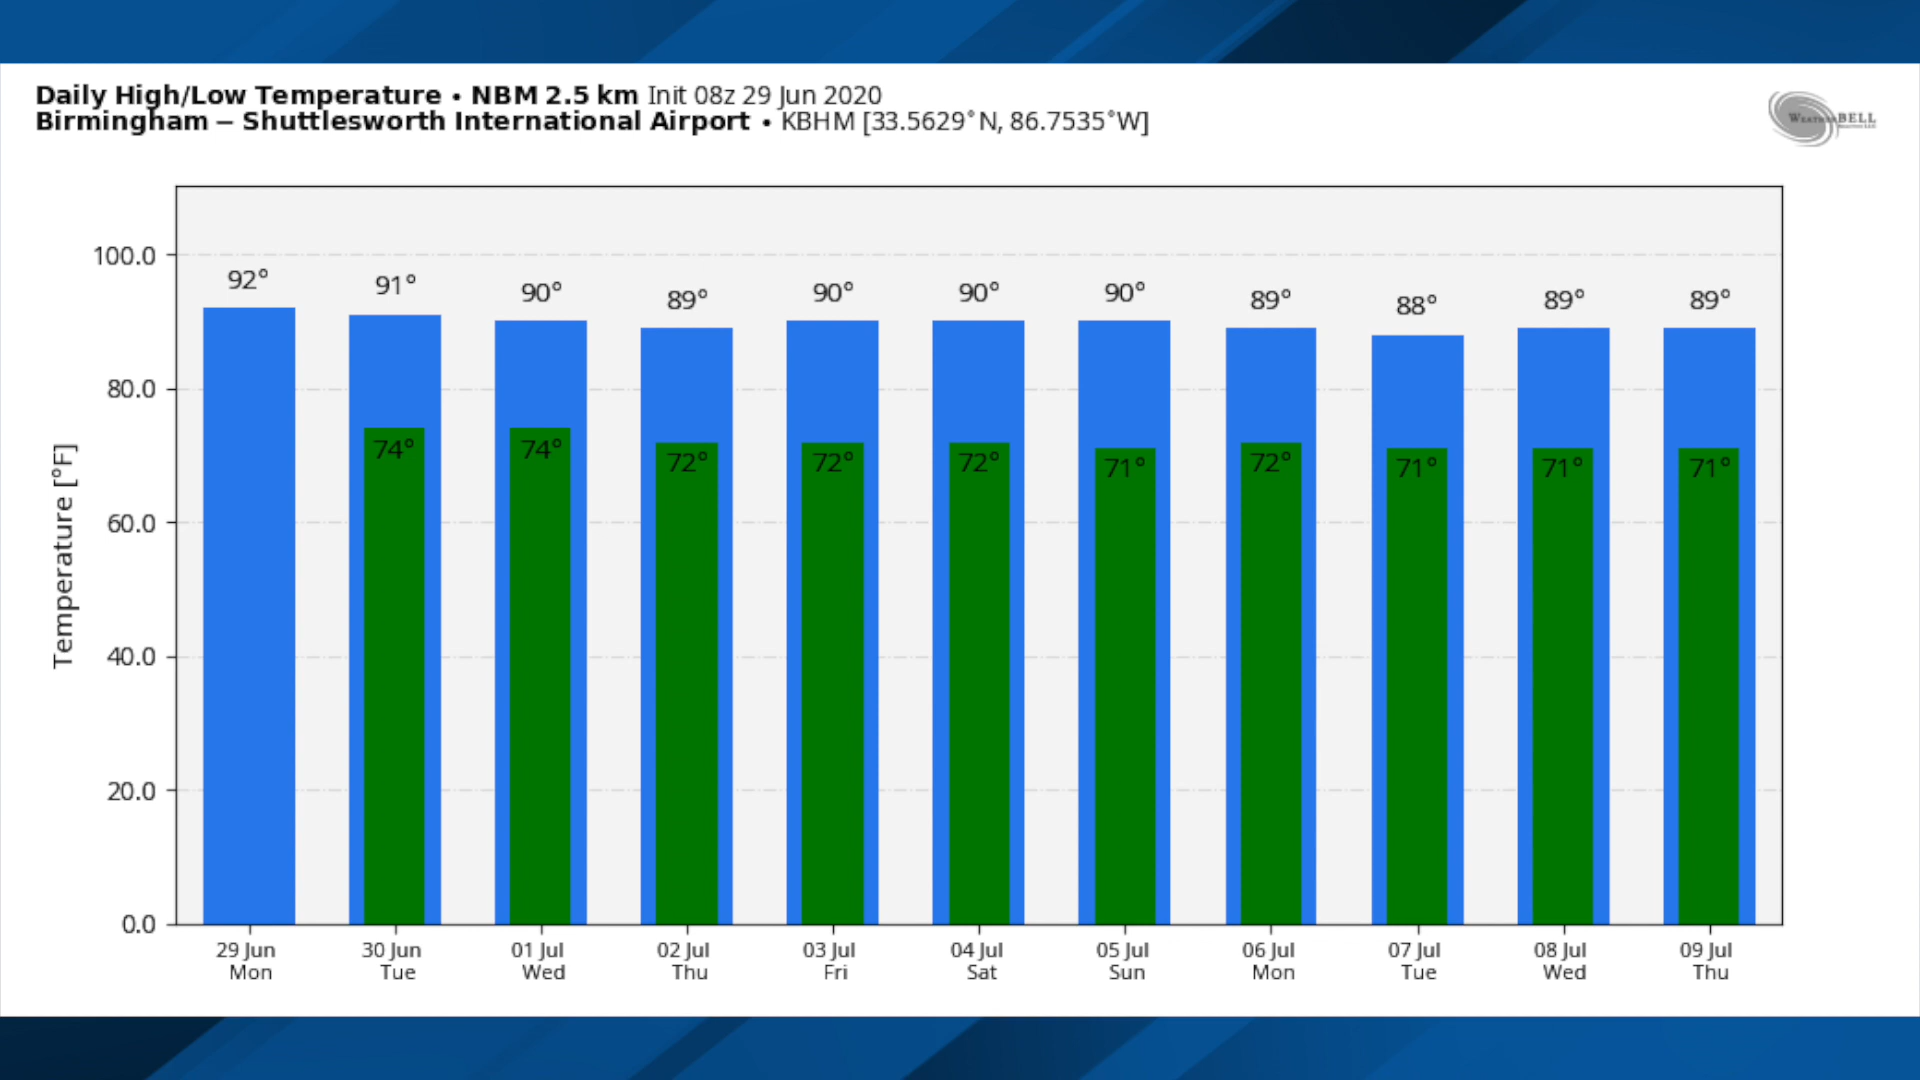 Daily High/Low Temperature • NBM 2.5 km Init 08z 29 Jun 2020
Birmingham – Shuttlesworth International Airport • KBHM [33.5629°N, 86.7535°W]
WEATHERBELL
100.0
80.0
60.0
40.0
20.0
0.0
Temperature [°F]
92° 91° 90° 89° 90° 90° 90° 89° 88° 89° 89°
74° 74° 72° 72° 72° 71° 72° 71° 71° 71°
29 Jun 30 Jun 01 Jul 02 Jul 03 Jul 04 Jul 05 Jul 06 Jul 07 Jul 08 Jul 09 Jul
Mon Tue Wed Thu Fri Sat Sun Mon Tue Wed Thu